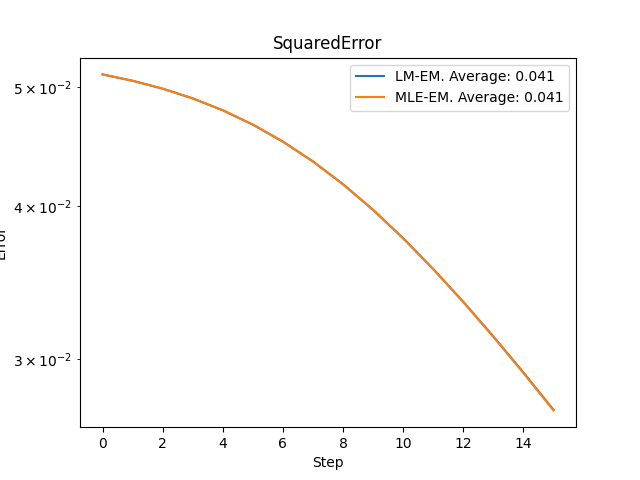 SquaredError
LM-EM. Average: 0.041
MLE-EM. Average: 0.041
5 × 10⁻²
4 × 10⁻²
3 × 10⁻²
Error
0 2 4 6 8 10 12 14
Step